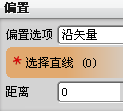 偏置
偏置选项 沿矢量
* 选择直线 (0)
距离 0